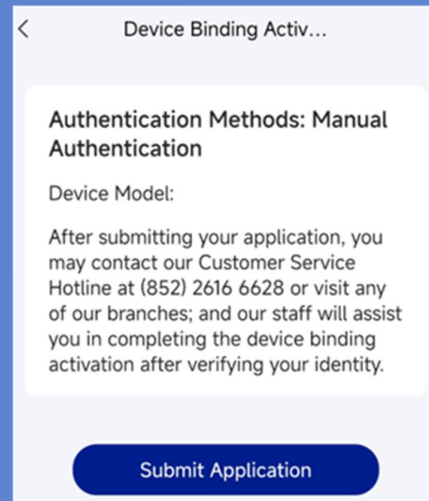 Device Binding Activ...
Authentication Methods: Manual
Authentication
Device Model:
After submitting your application, you
may contact our Customer Service
Hotline at (852) 2616 6628 or visit any
of our branches; and our staff will assist
you in completing the device binding
activation after verifying your identity.
Submit Application